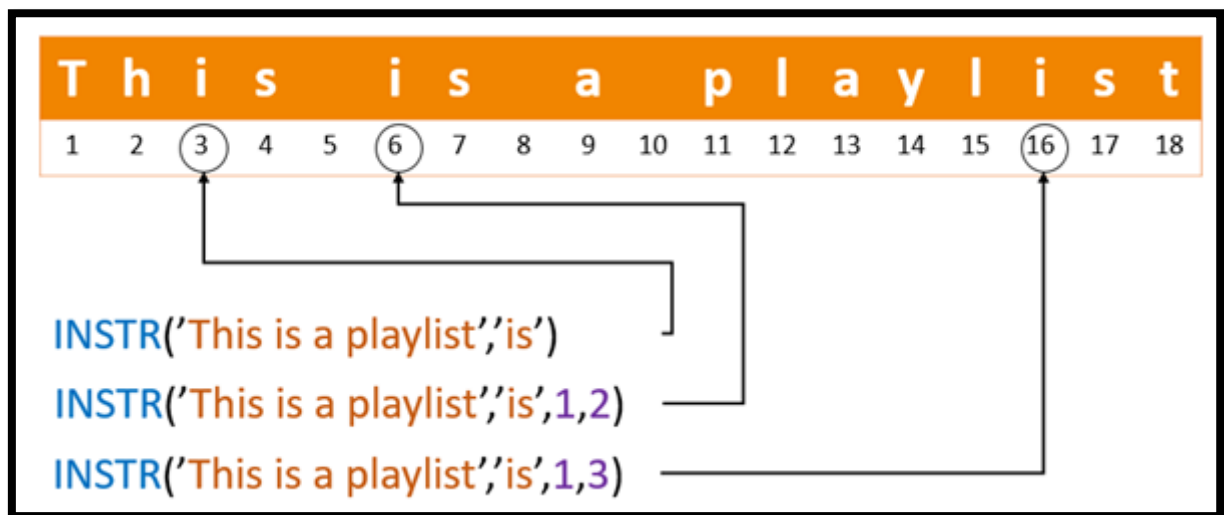 T h i s i s a p l a y l i s t
1 2 3 4 5 6 7 8 9 10 11 12 13 14 15 16 17 18
INSTR(’This is a playlist’,’is’)
INSTR(’This is a playlist’,’is’,1,2)
INSTR(’This is a playlist’,’is’,1,3)